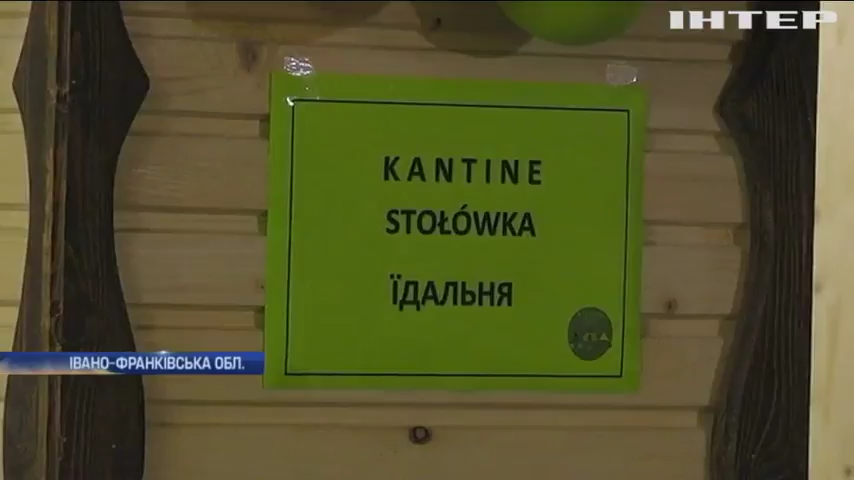 ІНТЕР
KANTINE
STOŁÓWKA
ЇДАЛЬНЯ
ІВАНО-ФРАНКІВСЬКА ОБЛ.